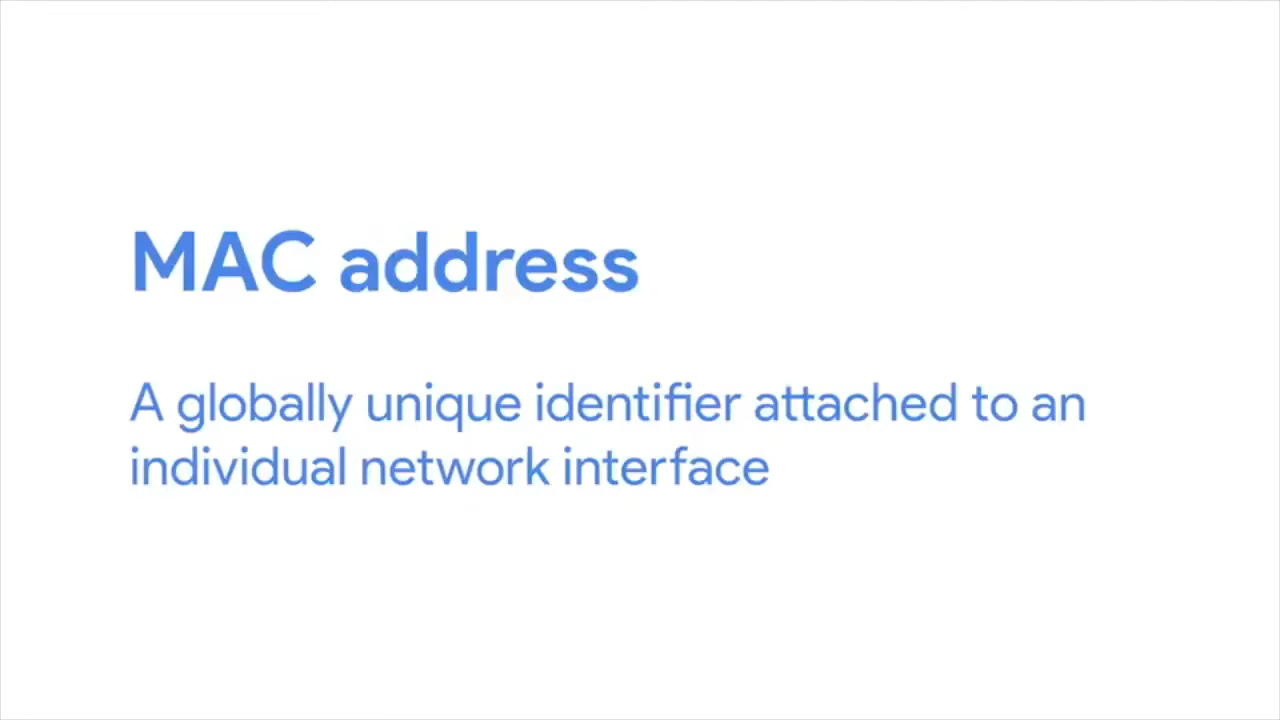 MAC address
A globally unique identifier attached to an
individual network interface